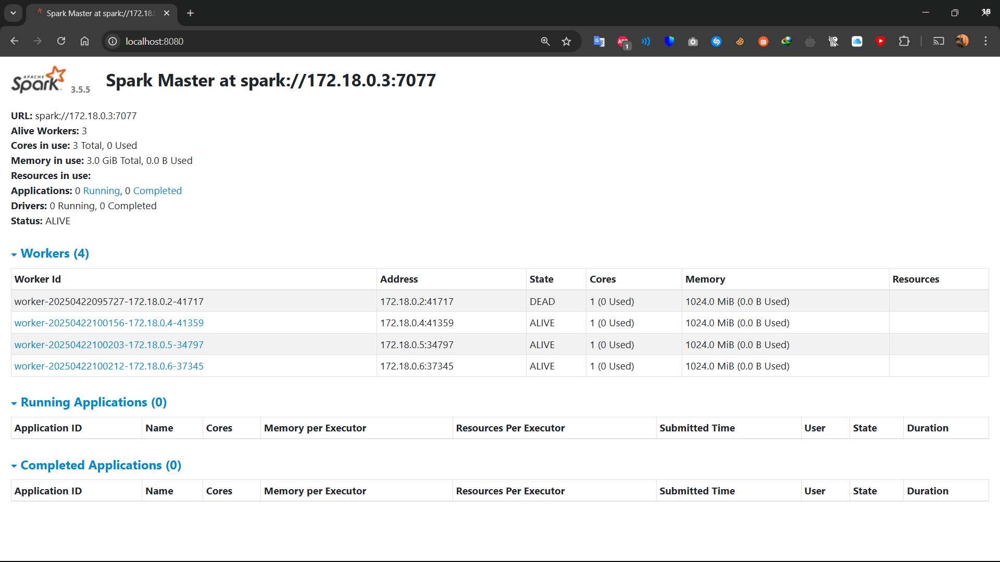 Spark Master at spark://172.18.
18
localhost:8080
ABP
1
APACHE
Spark
3.5.5
Spark Master at spark://172.18.0.3:7077
URL: spark://172.18.0.3:7077
Alive Workers: 3
Cores in use: 3 Total, 0 Used
Memory in use: 3.0 GiB Total, 0.0 B Used
Resources in use:
Applications: 0 Running, 0 Completed
Drivers: 0 Running, 0 Completed
Status: ALIVE
Workers (4)
Worker Id Address State Cores Memory Resources
worker-20250422095727-172.18.0.2-41717 172.18.0.2:41717 DEAD 1 (0 Used) 1024.0 MiB (0.0 B Used)
worker-20250422100156-172.18.0.4-41359 172.18.0.4:41359 ALIVE 1 (0 Used) 1024.0 MiB (0.0 B Used)
worker-20250422100203-172.18.0.5-34797 172.18.0.5:34797 ALIVE 1 (0 Used) 1024.0 MiB (0.0 B Used)
worker-20250422100212-172.18.0.6-37345 172.18.0.6:37345 ALIVE 1 (0 Used) 1024.0 MiB (0.0 B Used)
Running Applications (0)
Application ID Name Cores Memory per Executor Resources Per Executor Submitted Time User State Duration
Completed Applications (0)
Application ID Name Cores Memory per Executor Resources Per Executor Submitted Time User State Duration